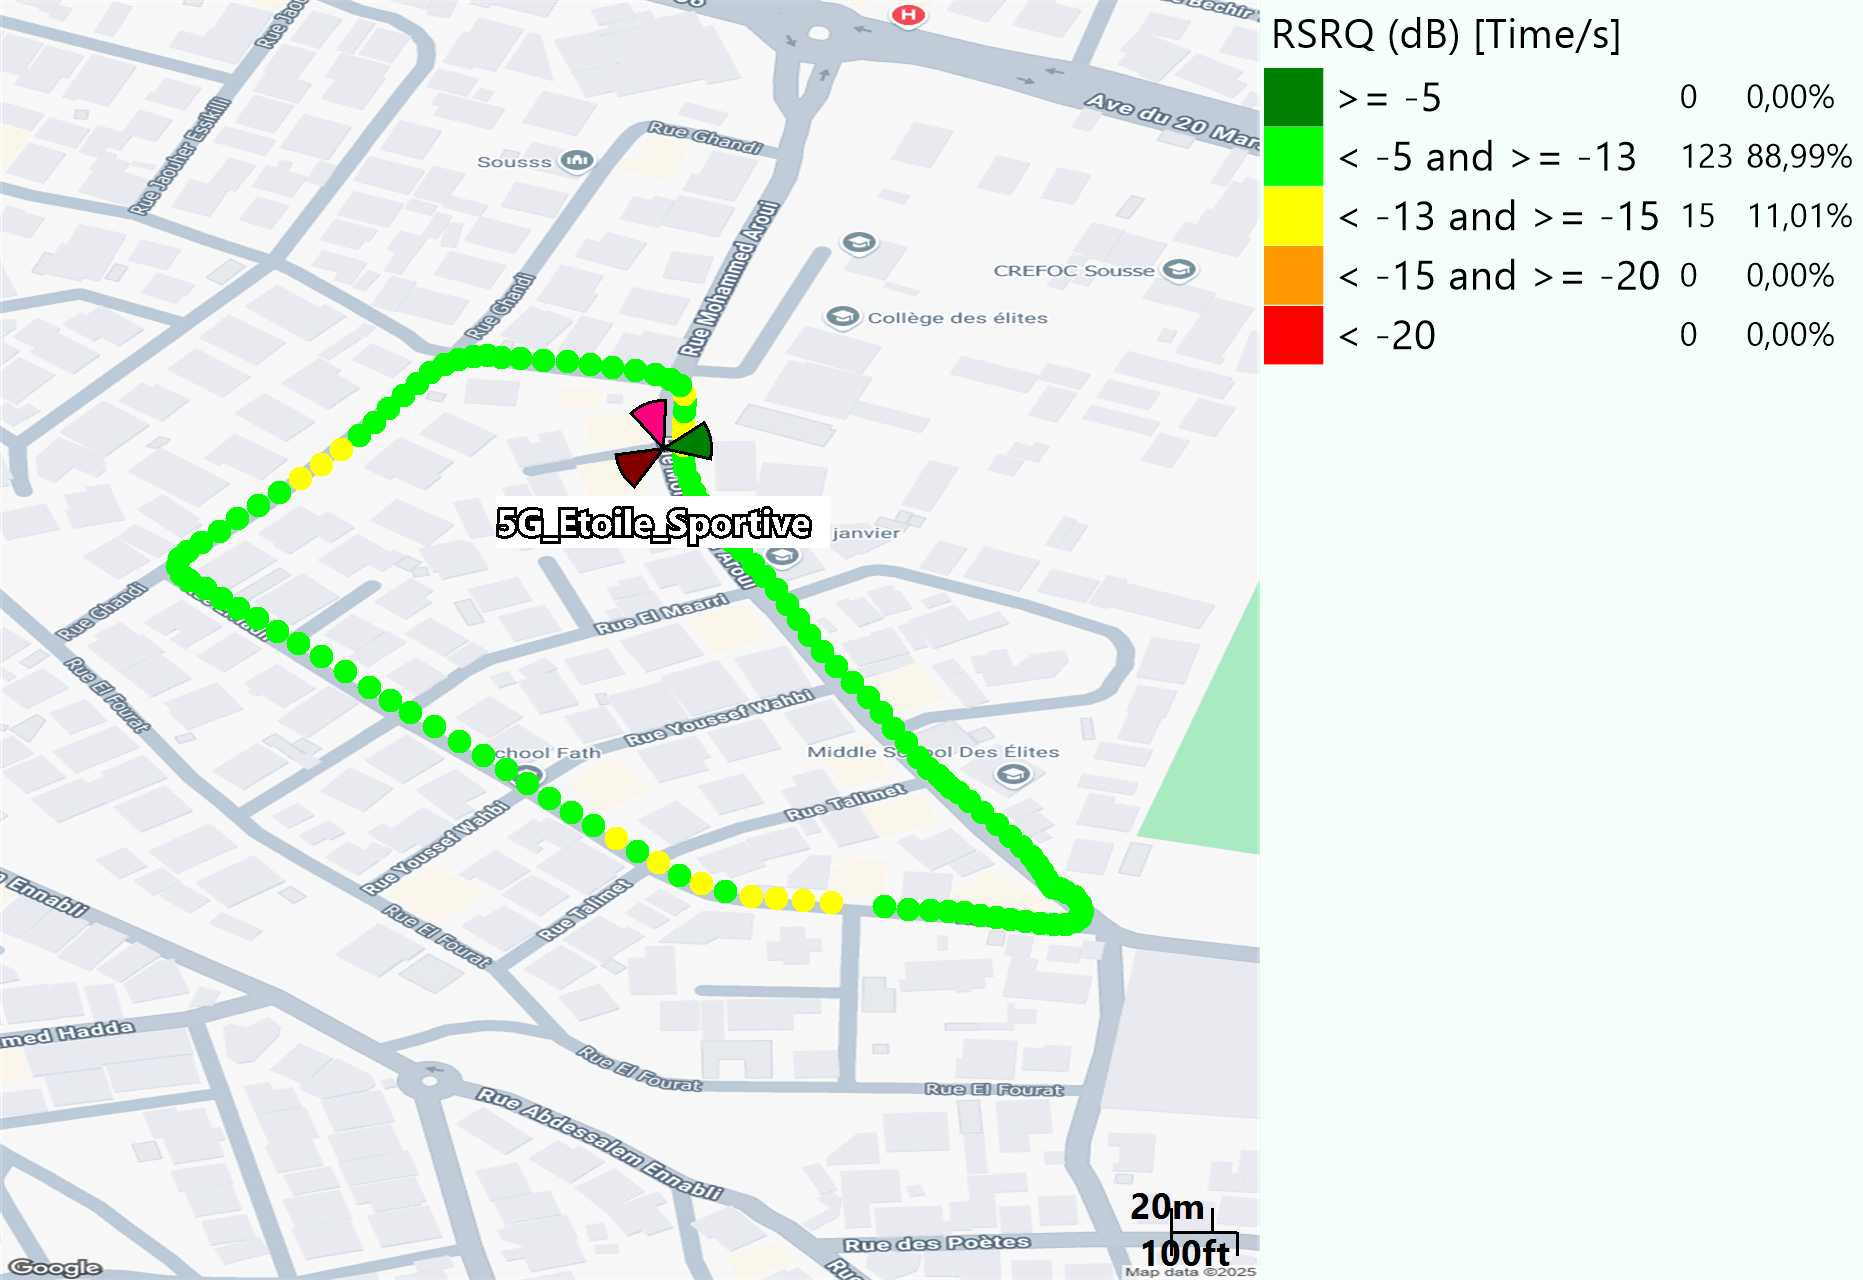 RSRQ (dB) [Time/s]
>= -5 0 0,00%
< -5 and >= -13 123 88,99%
< -13 and >= -15 15 11,01%
< -15 and >= -20 0 0,00%
< -20 0 0,00%
H
Ave du 20 Mars
Rue Jaouher Essikilli
Rue Ghandi
Sousss
Rue Mohammed Aroui
CREFOC Sousse
Rue Ghandi
Collège des élites
5G_Etoile_Sportive
janvier
Aroui
Rue Ghandi
Rue El Maarri
Rue El Fourat
Rue Youssef Wahbi
chool Fath
Middle School Des Élites
Rue Talimet
Rue Youssef Wahbi
Rue Talimet
Ennabli
Rue El Fourat
med Hadda
Rue El Fourat
Rue El Fourat
Rue Abdessalem Ennabli
20m
Rue des Poètes
100ft
Rue
Google
Map data ©2025